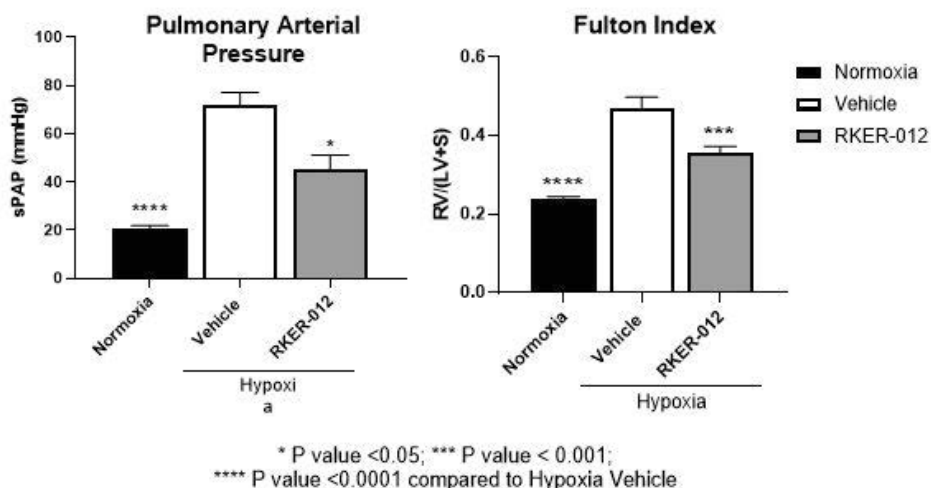 Pulmonary Arterial
Pressure
100
80
60
40
20
0
sPAP (mmHg)
****
*
Normoxia
Vehicle
RKER-012
Hypoxi
a
Fulton Index
0.6
0.4
0.2
0.0
RV/(LV+S)
****
***
Normoxia
Vehicle
RKER-012
Hypoxia
Normoxia
Vehicle
RKER-012
* P value <0.05; *** P value < 0.001;
**** P value <0.0001 compared to Hypoxia Vehicle